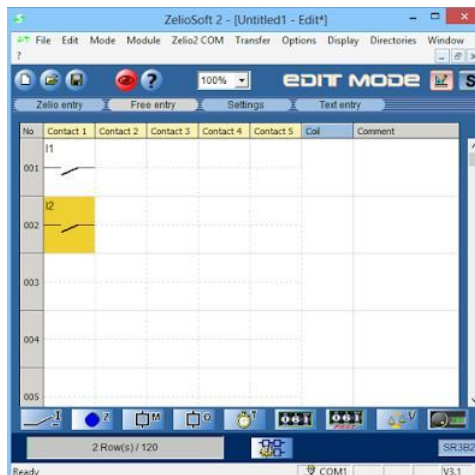 ZelioSoft 2 - [Untitled1 - Edit*]
File Edit Mode Module Zelio2 COM Transfer Options Display Directories Window
?
100% EDIT MODE
Zelio entry Free entry Settings Text entry
No Contact 1 Contact 2 Contact 3 Contact 4 Contact 5 Coil Comment
I1
001
I2
002
003
004
005
I Z M Q T V
2 Row(s) / 120 SR3B2
Ready COM1 V3.1